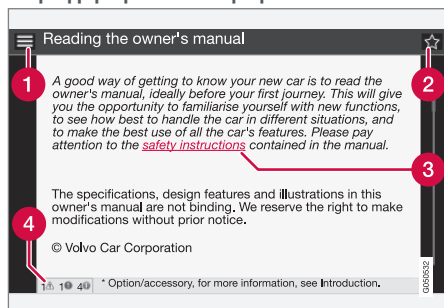 Reading the owner's manual
1
2
A good way of getting to know your new car is to read the
owner's manual, ideally before your first journey. This will give
you the opportunity to familiarise yourself with new functions,
to see how best to handle the car in different situations, and
to make the best use of all the car's features. Please pay
attention to the safety instructions contained in the manual.
3
The specifications, design features and illustrations in this
owner's manual are not binding. We reserve the right to make
modifications without prior notice.
4
© Volvo Car Corporation
1 1 4 * Option/accessory, for more information, see Introduction.
G050532